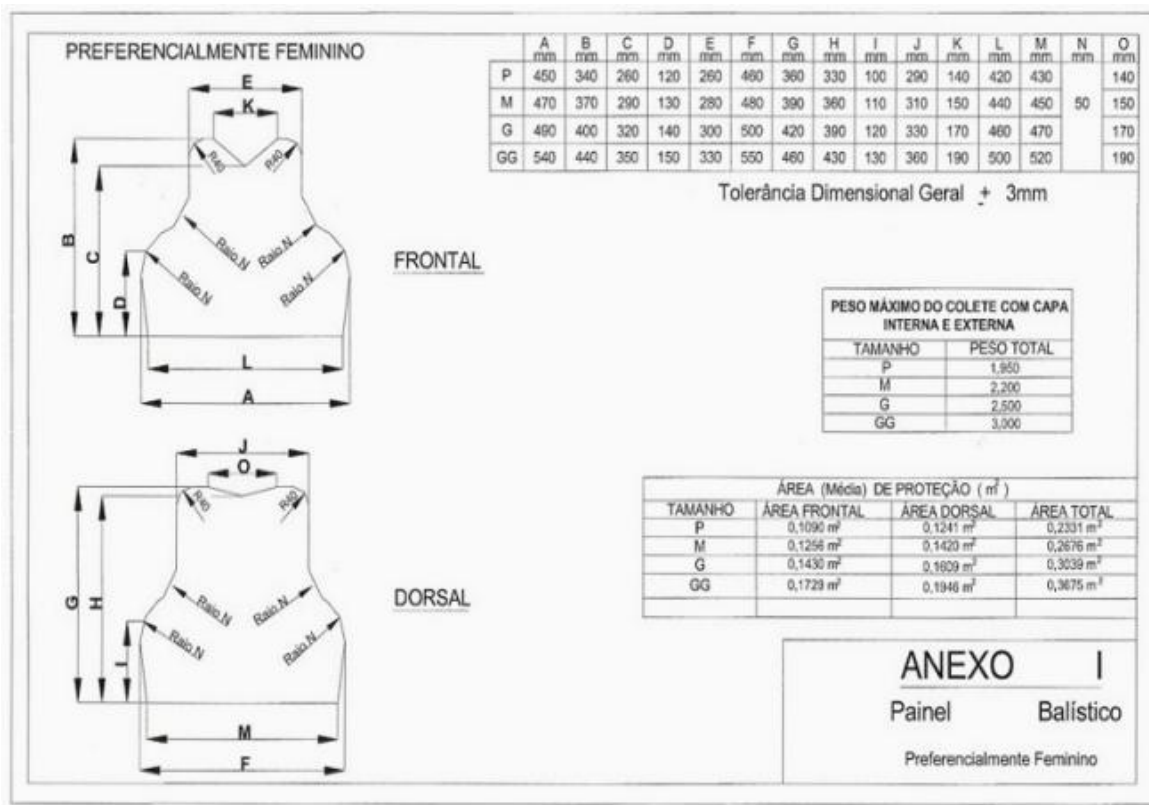 PREFERENCIALMENTE FEMININO
A mm B mm C mm D mm E mm F mm G mm H mm I mm J mm K mm L mm M mm N mm O mm
P 450 340 260 120 260 460 360 330 100 290 140 420 430 140
M 470 370 290 130 280 480 390 360 110 310 150 440 450 50 150
G 490 400 320 140 300 500 420 390 120 330 170 460 470 170
GG 540 440 350 150 330 550 460 430 130 360 190 500 520 190
Tolerância Dimensional Geral ± 3mm
E
K
R40 R40
B
C
D
Raio N Raio N
Raio N Raio N
L
A
FRONTAL
PESO MÁXIMO DO COLETE COM CAPA
INTERNA E EXTERNA
TAMANHO PESO TOTAL
P 1,950
M 2,200
G 2,500
GG 3,000
J
O
R40 R40
G
H
I
Raio N Raio N
Raio N Raio N
M
F
DORSAL
ÁREA (Média) DE PROTEÇÃO ( m² )
TAMANHO ÁREA FRONTAL ÁREA DORSAL ÁREA TOTAL
P 0,1090 m² 0,1241 m² 0,2331 m²
M 0,1256 m² 0,1420 m² 0,2676 m²
G 0,1430 m² 0,1609 m² 0,3039 m²
GG 0,1729 m² 0,1946 m² 0,3675 m²
ANEXO I
Painel Balístico
Preferencialmente Feminino